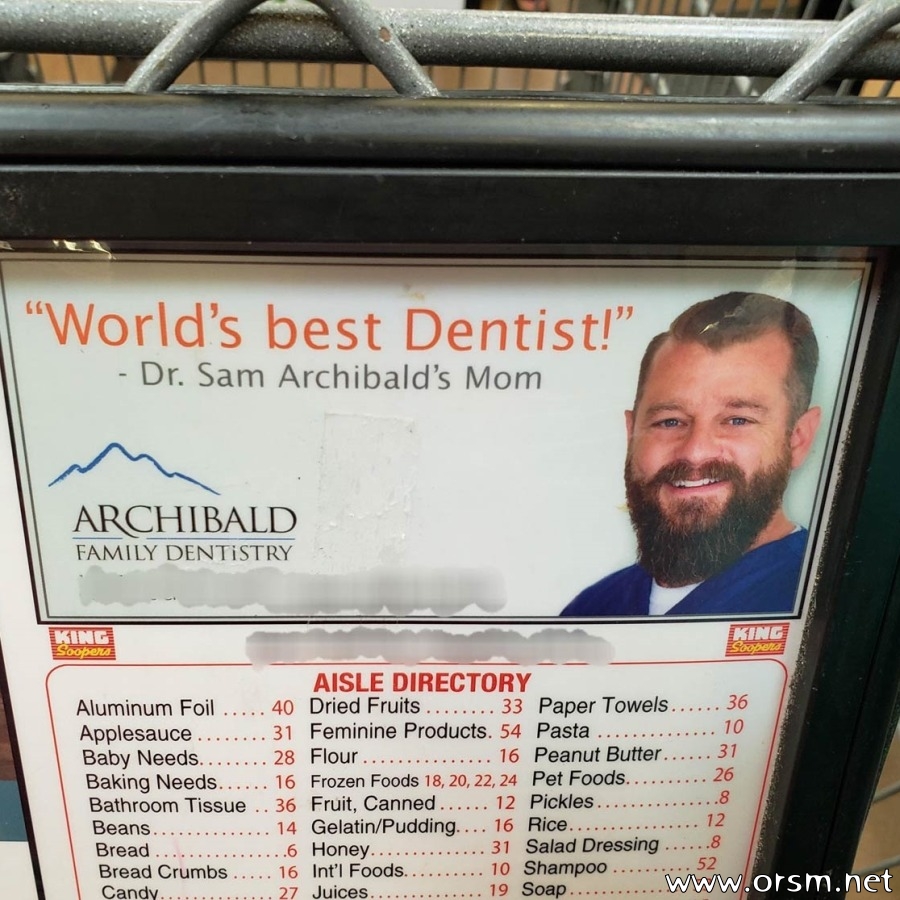 "World's best Dentist!"
- Dr. Sam Archibald's Mom
ARCHIBALD
FAMILY DENTiSTRY
KING
Soopers
KING
Soopers
AISLE DIRECTORY
Aluminum Foil ..... 40
Applesauce ........ 31
Baby Needs......... 28
Baking Needs...... 16
Bathroom Tissue .. 36
Beans................ 14
Bread .................6
Bread Crumbs ..... 16
Candy............... 27
Dried Fruits ........ 33
Feminine Products. 54
Flour ................. 16
Frozen Foods 18, 20, 22, 24
Fruit, Canned ...... 12
Gelatin/Pudding.... 16
Honey............... 31
Int'l Foods.......... 10
Juices............... 19
Paper Towels...... 36
Pasta ................ 10
Peanut Butter....... 31
Pet Foods........... 26
Pickles...............8
Rice.................. 12
Salad Dressing .....8
Shampoo ........... 52
Soap
www.orsm.net